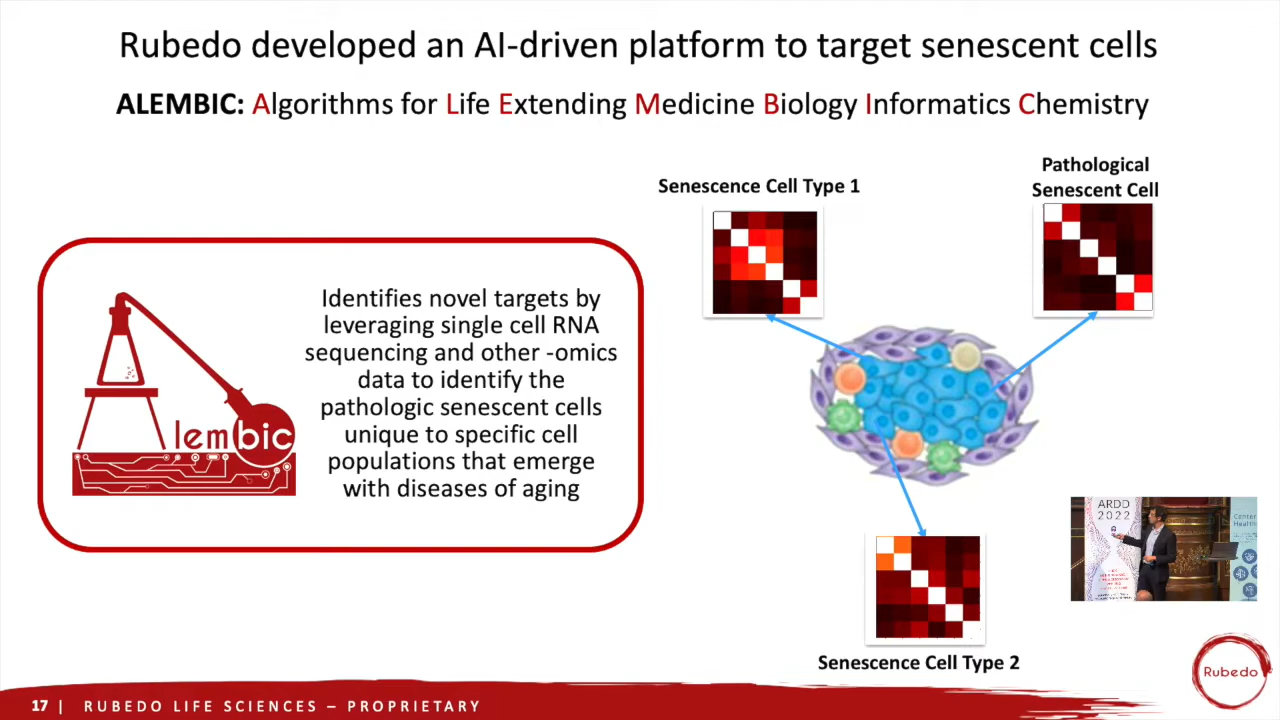 Rubedo developed an AI-driven platform to target senescent cells
ALEMBIC: Algorithms for Life Extending Medicine Biology Informatics Chemistry
Senescence Cell Type 1
Pathological
Senescent Cell
Identifies novel targets by
leveraging single cell RNA
sequencing and other -omics
data to identify the
pathologic senescent cells
unique to specific cell
populations that emerge
with diseases of aging
lembic
ARDD
2022
Center
Health
Senescence Cell Type 2
Rubedo
17 | RUBEDO LIFE SCIENCES – PROPRIETARY